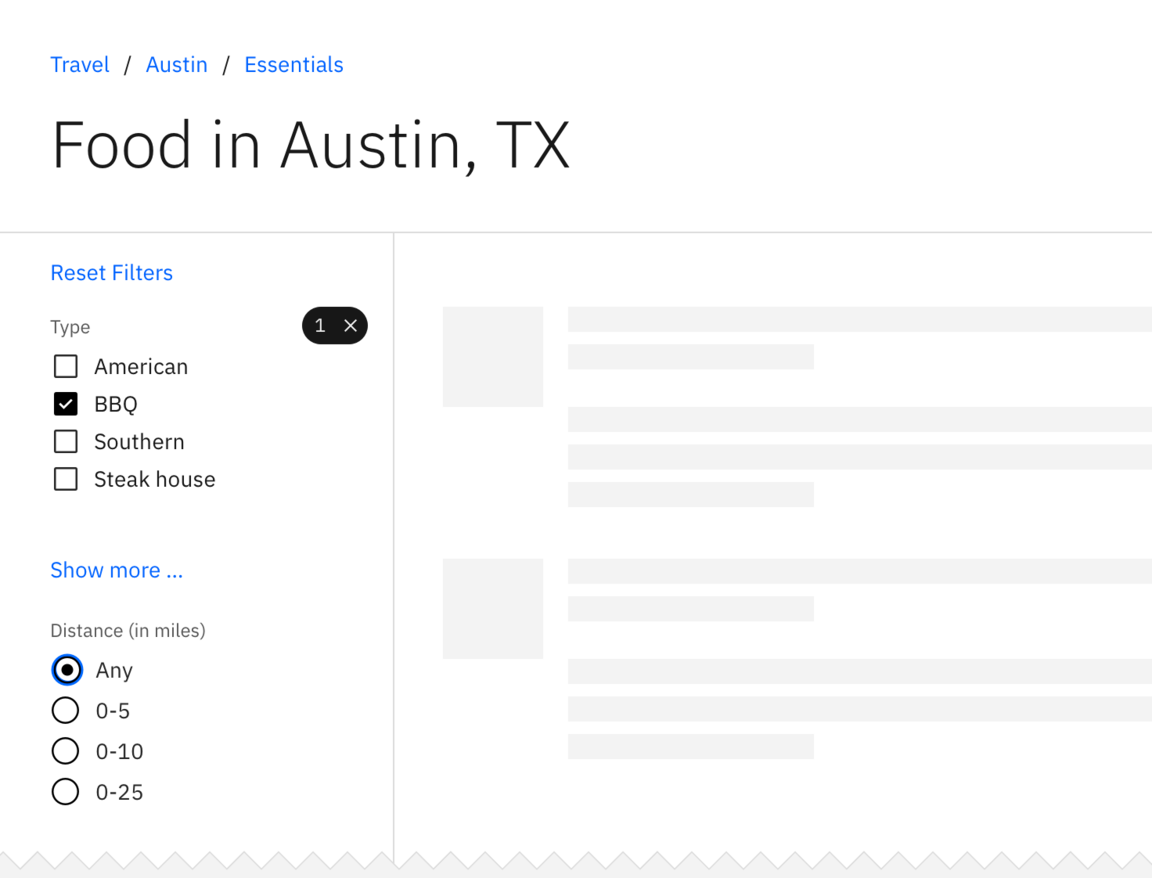 Travel / Austin / Essentials
Food in Austin, TX
Reset Filters
Type 1
American
BBQ
Southern
Steak house
Show more ...
Distance (in miles)
Any
0-5
0-10
0-25